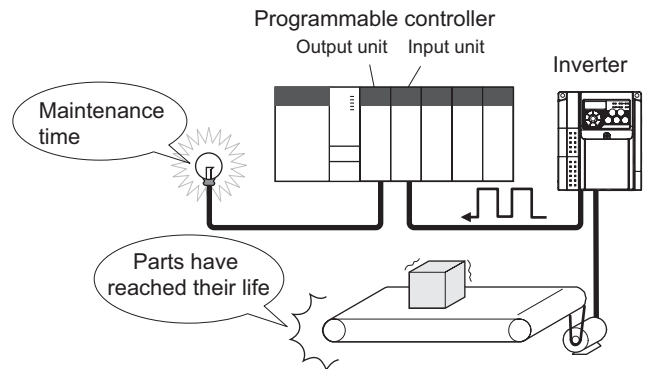 Programmable controller
Output unit
Input unit
Inverter
Maintenance
time
Parts have
reached their life